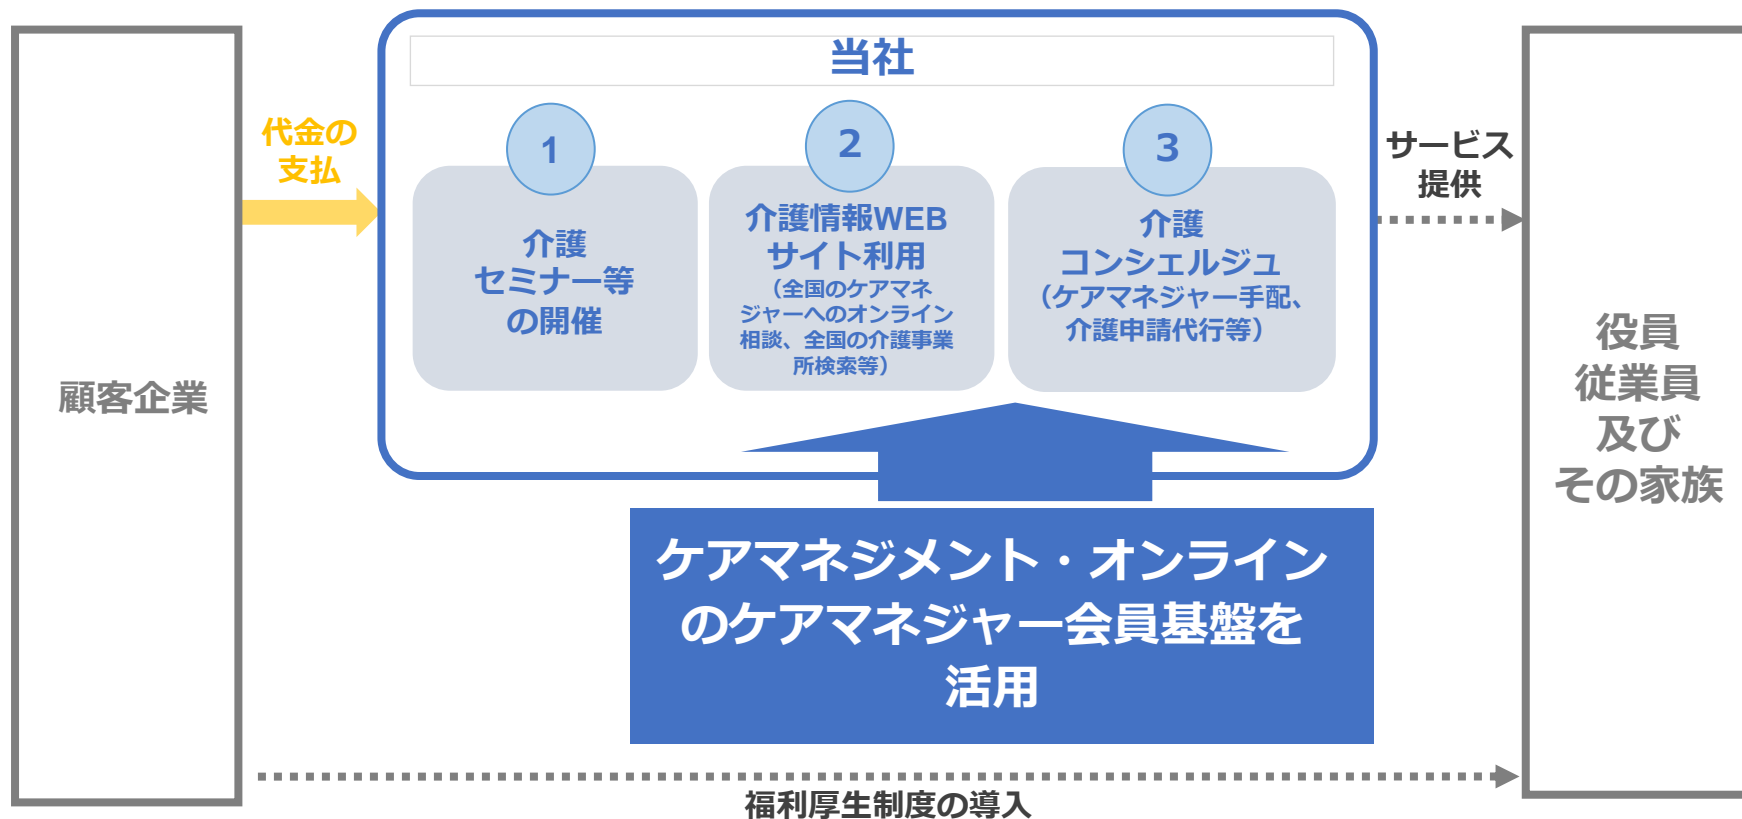 顧客企業
代金の
支払
当社
1
介護
セミナー等
の開催
2
介護情報WEB
サイト利用
（全国のケアマネ
ジャーへのオンライン
相談、全国の介護事業
所検索等）
3
介護
コンシェルジュ
（ケアマネジャー手配、
介護申請代行等）
サービス
提供
役員
従業員
及び
その家族
ケアマネジメント・オンライン
のケアマネジャー会員基盤を
活用
福利厚生制度の導入